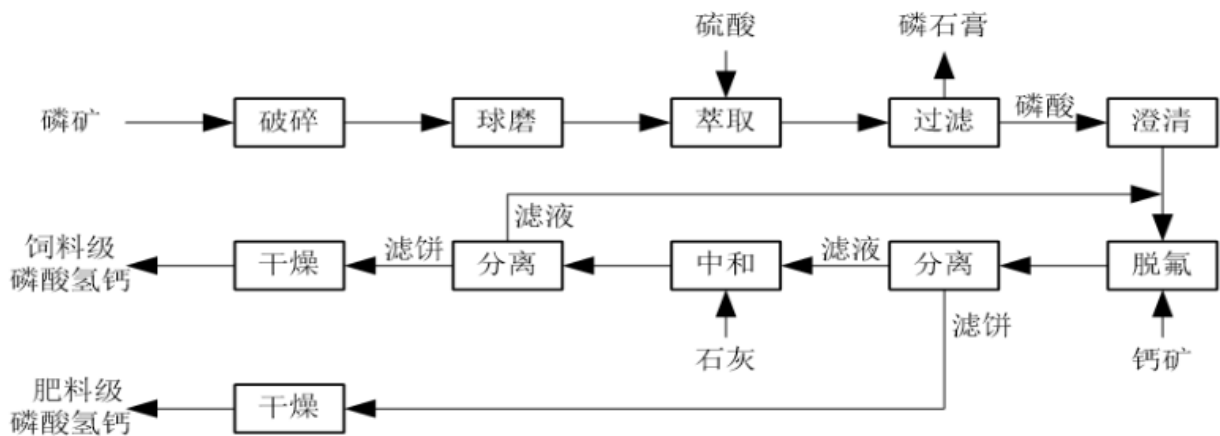 硫酸
磷石膏
磷矿
破碎
球磨
萃取
过滤
磷酸
澄清
滤液
饲料级
磷酸氢钙
干燥
滤饼
分离
中和
滤液
分离
脱氟
滤饼
石灰
钙矿
肥料级
磷酸氢钙
干燥